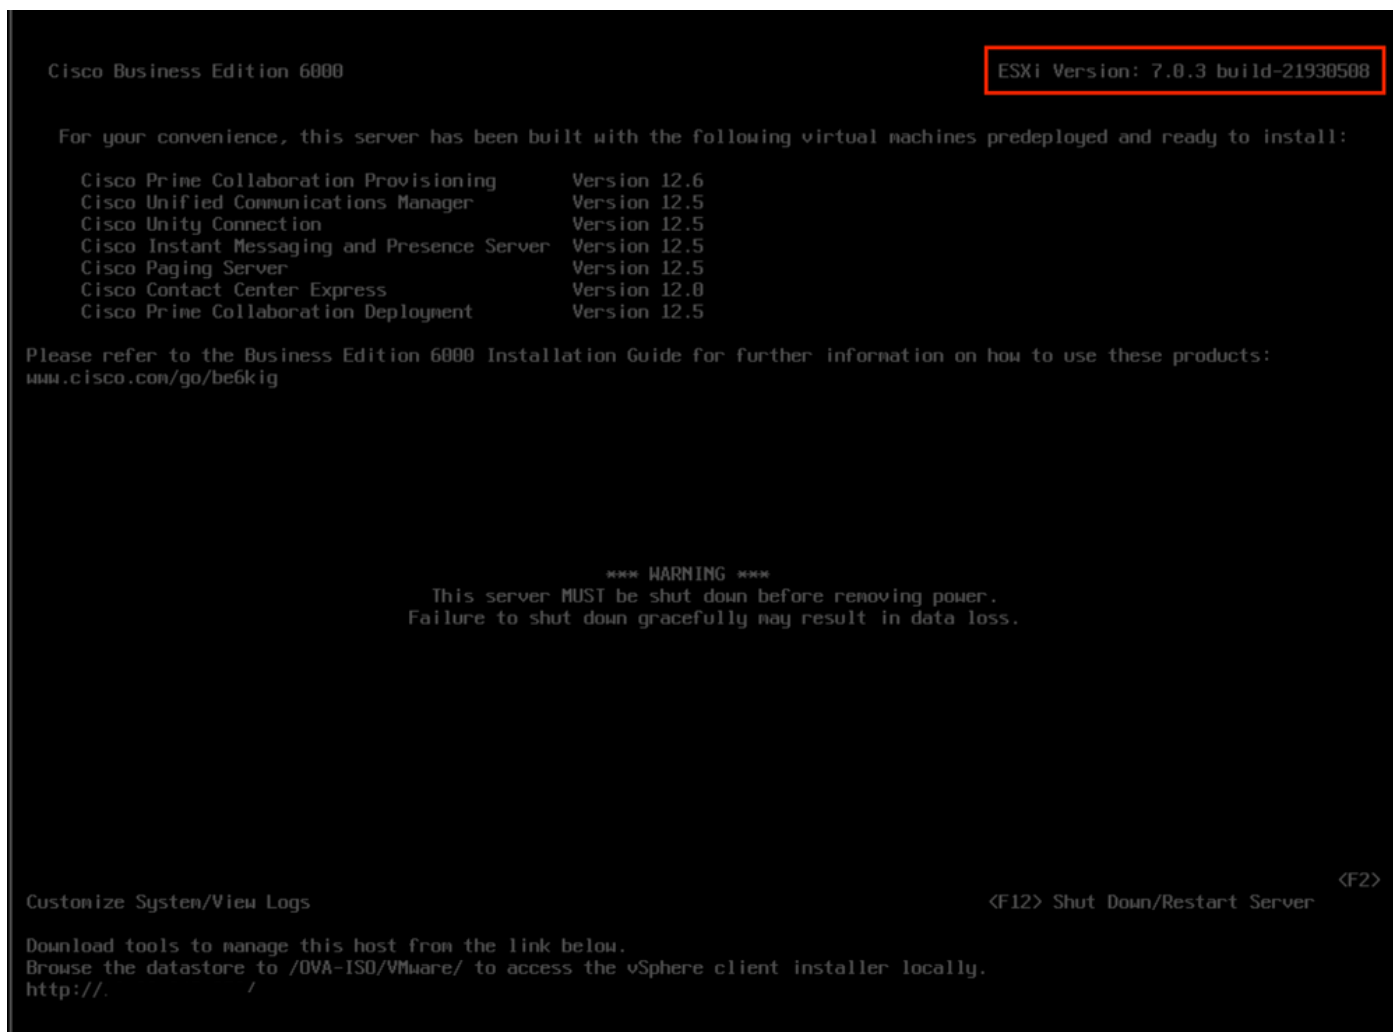 Cisco Business Edition 6000 ESXi Version: 7.0.3 build-21930508
For your convenience, this server has been built with the following virtual machines predeployed and ready to install:
Cisco Prime Collaboration Provisioning Version 12.6
Cisco Unified Communications Manager Version 12.5
Cisco Unity Connection Version 12.5
Cisco Instant Messaging and Presence Server Version 12.5
Cisco Paging Server Version 12.5
Cisco Contact Center Express Version 12.0
Cisco Prime Collaboration Deployment Version 12.5
Please refer to the Business Edition 6000 Installation Guide for further information on how to use these products:
www.cisco.com/go/be6kig
*** WARNING ***
This server MUST be shut down before removing power.
Failure to shut down gracefully may result in data loss.
<F2>
Customize System/View Logs <F12> Shut Down/Restart Server
Download tools to manage this host from the link below.
Browse the datastore to /OVA-ISO/VMware/ to access the vSphere client installer locally.
http:// /